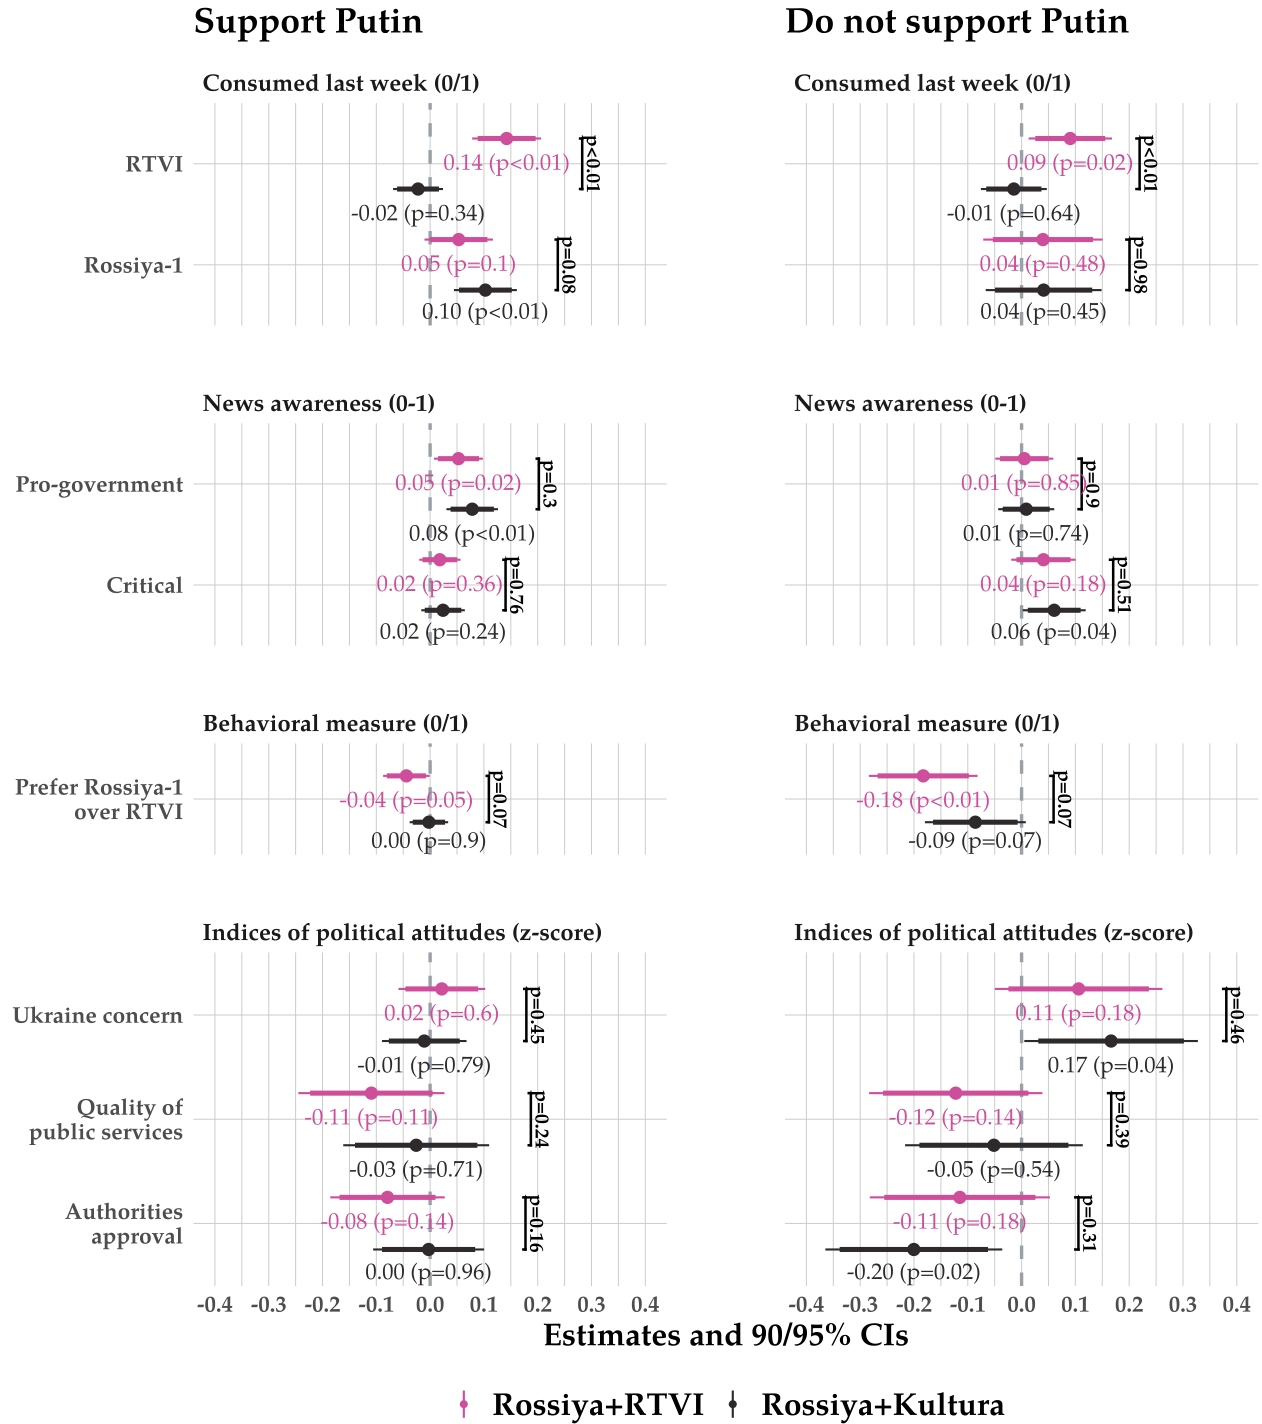 Support Putin
Do not support Putin
Consumed last week (0/1)
Consumed last week (0/1)
RTVI
0.14 (p<0.01)
p<0.01
-0.02 (p=0.34)
0.09 (p=0.02)
p<0.01
-0.01 (p=0.64)
Rossiya-1
0.05 (p=0.1)
p=0.08
0.10 (p<0.01)
0.04 (p=0.48)
p=0.98
0.04 (p=0.45)
News awareness (0-1)
News awareness (0-1)
Pro-government
0.05 (p=0.02)
p=0.3
0.08 (p<0.01)
0.01 (p=0.85)
p=0.9
0.01 (p=0.74)
Critical
0.02 (p=0.36)
p=0.76
0.02 (p=0.24)
0.04 (p=0.18)
p=0.51
0.06 (p=0.04)
Behavioral measure (0/1)
Behavioral measure (0/1)
Prefer Rossiya-1
over RTVI
-0.04 (p=0.05)
p=0.07
0.00 (p=0.9)
-0.18 (p<0.01)
p=0.07
-0.09 (p=0.07)
Indices of political attitudes (z-score)
Indices of political attitudes (z-score)
Ukraine concern
0.02 (p=0.6)
p=0.45
-0.01 (p=0.79)
0.11 (p=0.18)
p=0.46
0.17 (p=0.04)
Quality of
public services
-0.11 (p=0.11)
p=0.24
-0.03 (p=0.71)
-0.12 (p=0.14)
p=0.39
-0.05 (p=0.54)
Authorities
approval
-0.08 (p=0.14)
p=0.16
0.00 (p=0.96)
-0.11 (p=0.18)
p=0.31
-0.20 (p=0.02)
-0.4 -0.3 -0.2 -0.1 0.0 0.1 0.2 0.3 0.4
-0.4 -0.3 -0.2 -0.1 0.0 0.1 0.2 0.3 0.4
Estimates and 90/95% CIs
Rossiya+RTVI
Rossiya+Kultura